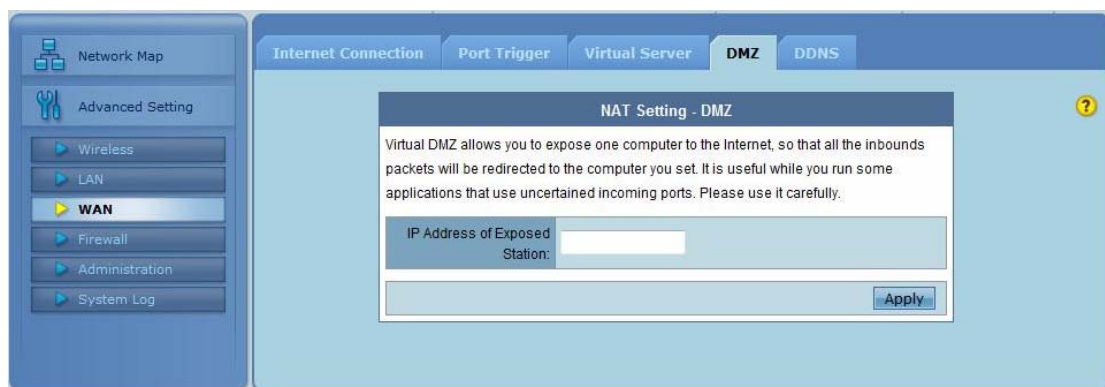 Network Map
Advanced Setting
Wireless
LAN
WAN
Firewall
Administration
System Log
Internet Connection
Port Trigger
Virtual Server
DMZ
DDNS
NAT Setting - DMZ
Virtual DMZ allows you to expose one computer to the Internet, so that all the inbounds
packets will be redirected to the computer you set. It is useful while you run some
applications that use uncertained incoming ports. Please use it carefully.
IP Address of Exposed
Station:
Apply
?